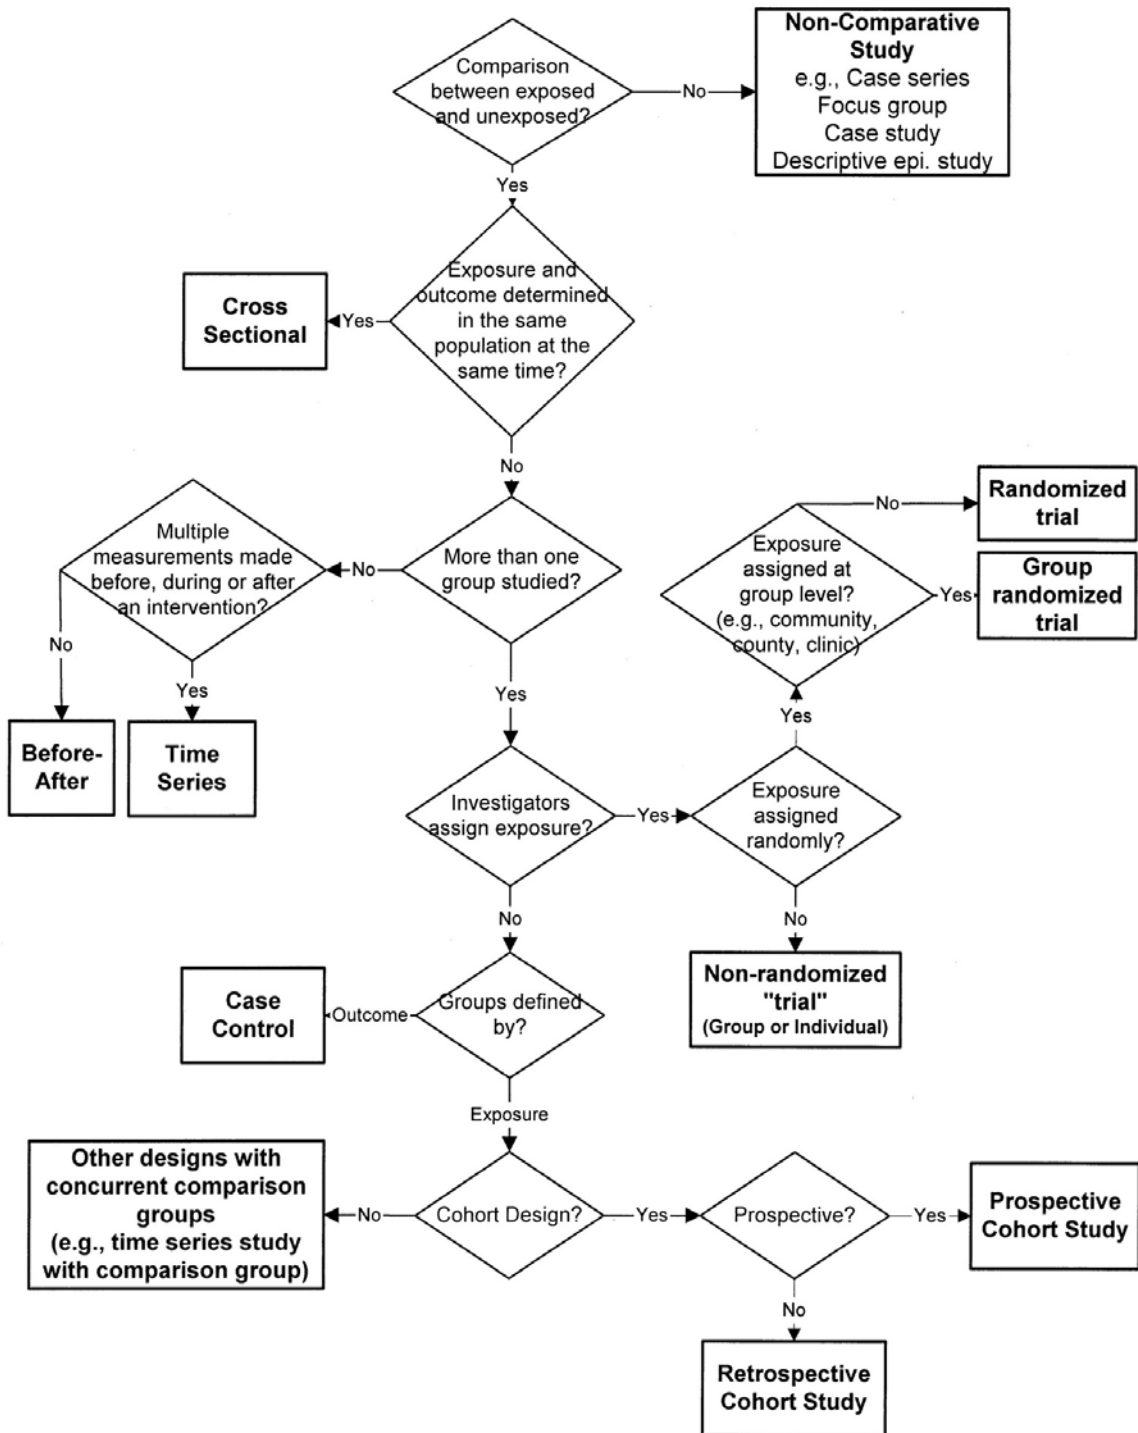 Comparison
between exposed
and unexposed?
No
Non-Comparative
Study
e.g., Case series
Focus group
Case study
Descriptive epi. study
Yes
Exposure and
outcome determined
in the same
population at the
same time?
Yes
Cross
Sectional
No
More than one
group studied?
No
Multiple
measurements made
before, during or after
an intervention?
No
Before-
After
Yes
Time
Series
Yes
Investigators
assign exposure?
Yes
Exposure
assigned
randomly?
Yes
Exposure
assigned at
group level?
(e.g., community,
county, clinic)
No
Randomized
trial
Yes
Group
randomized
trial
No
Non-randomized
"trial"
(Group or Individual)
No
Groups defined
by?
Outcome
Case
Control
Exposure
Cohort Design?
No
Other designs with
concurrent comparison
groups
(e.g., time series study
with comparison group)
Yes
Prospective?
Yes
Prospective
Cohort Study
No
Retrospective
Cohort Study